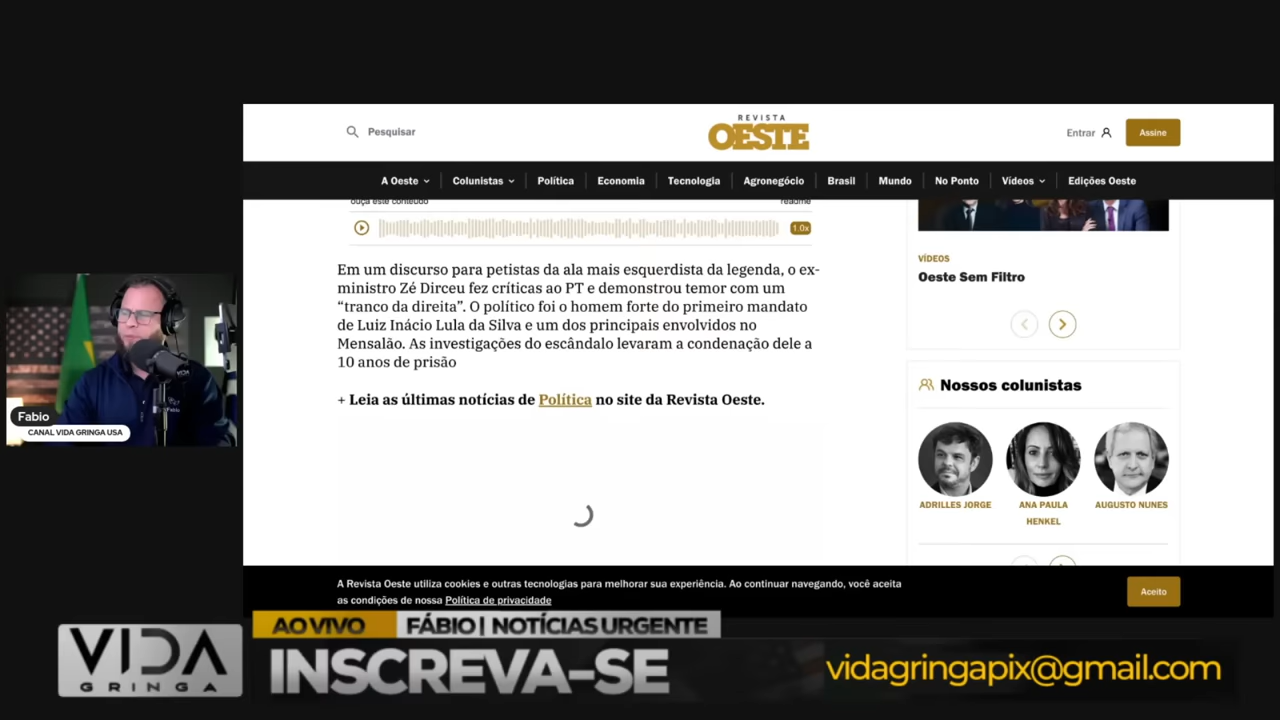 Pesquisar
REVISTA
OESTE
Entrar
Assine
A Oeste
Colunistas
Política
Economia
Tecnologia
Agronegócio
Brasil
Mundo
No Ponto
Vídeos
Edições Oeste
ouça este conteúdo
readme
1.0x
Em um discurso para petistas da ala mais esquerdista da legenda, o ex-
ministro Zé Dirceu fez críticas ao PT e demonstrou temor com um
“tranco da direita”. O político foi o homem forte do primeiro mandato
de Luiz Inácio Lula da Silva e um dos principais envolvidos no
Mensalão. As investigações do escândalo levaram a condenação dele a
10 anos de prisão
+ Leia as últimas notícias de Política no site da Revista Oeste.
VÍDEOS
Oeste Sem Filtro
Nossos colunistas
ADRILLES JORGE
ANA PAULA
HENKEL
AUGUSTO NUNES
Fabio
CANAL VIDA GRINGA USA
A Revista Oeste utiliza cookies e outras tecnologias para melhorar sua experiência. Ao continuar navegando, você aceita
as condições de nossa Política de privacidade
Aceito
AO VIVO
FÁBIO | NOTÍCIAS URGENTE
VIDA
GRINGA
INSCREVA-SE
vidagringapix@gmail.com